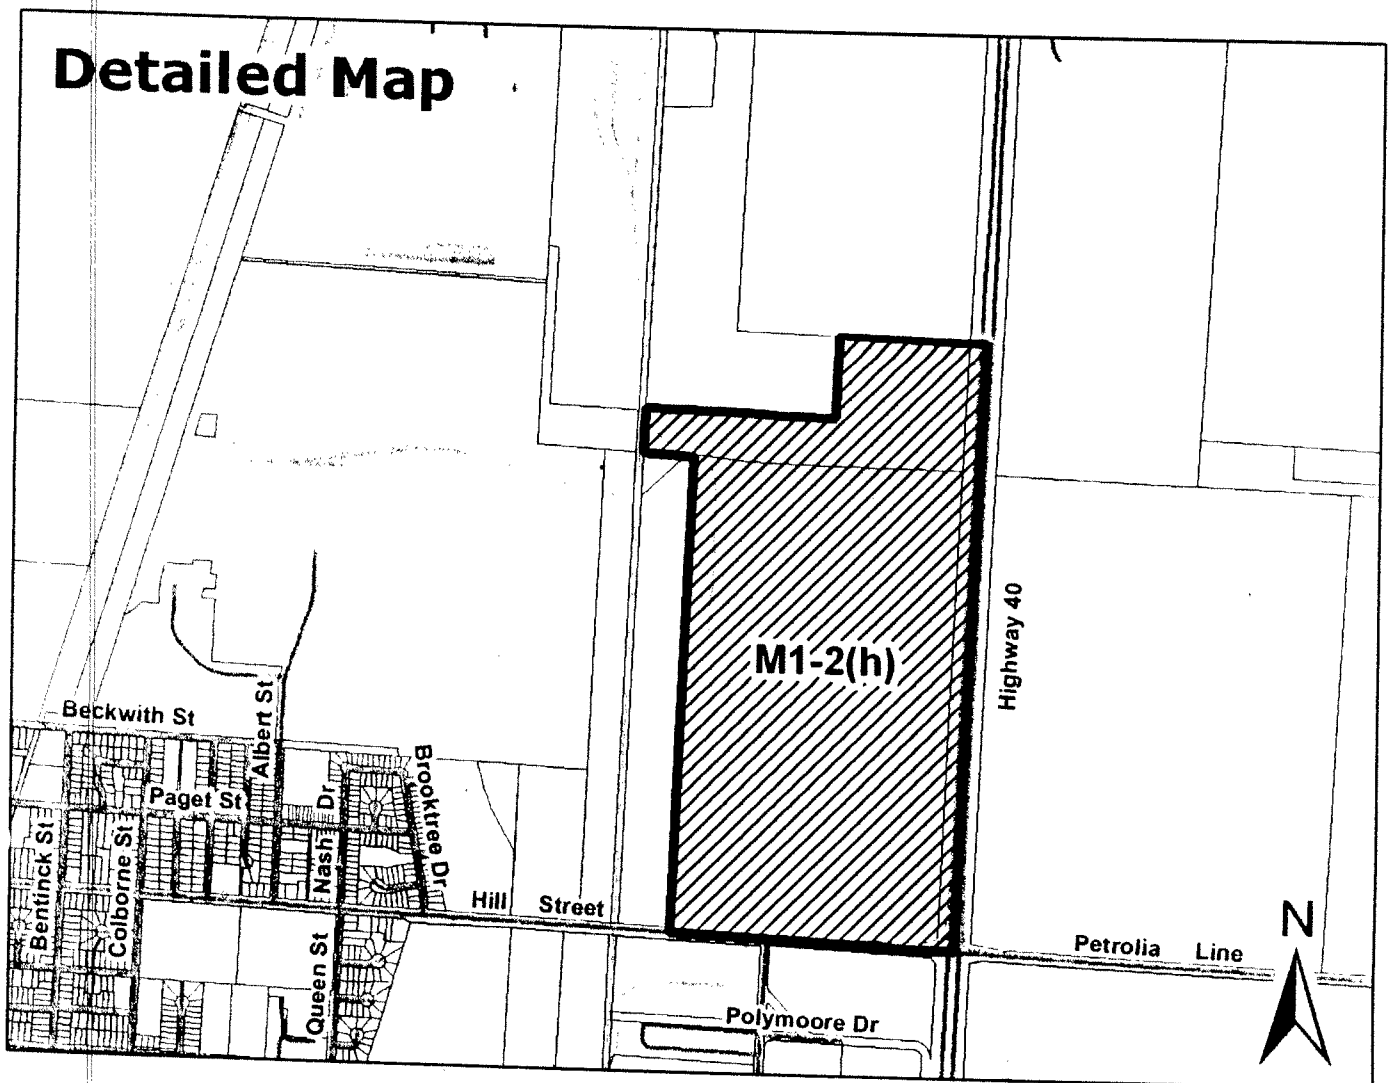 Detailed Map
Highway 40
M1-2(h)
Beckwith St
Albert St
Brooktree Dr
Paget St
Nash Dr
Bentinck St
Colborne St
Hill Street
Queen St
Petrolia Line
N
Polymoore Dr